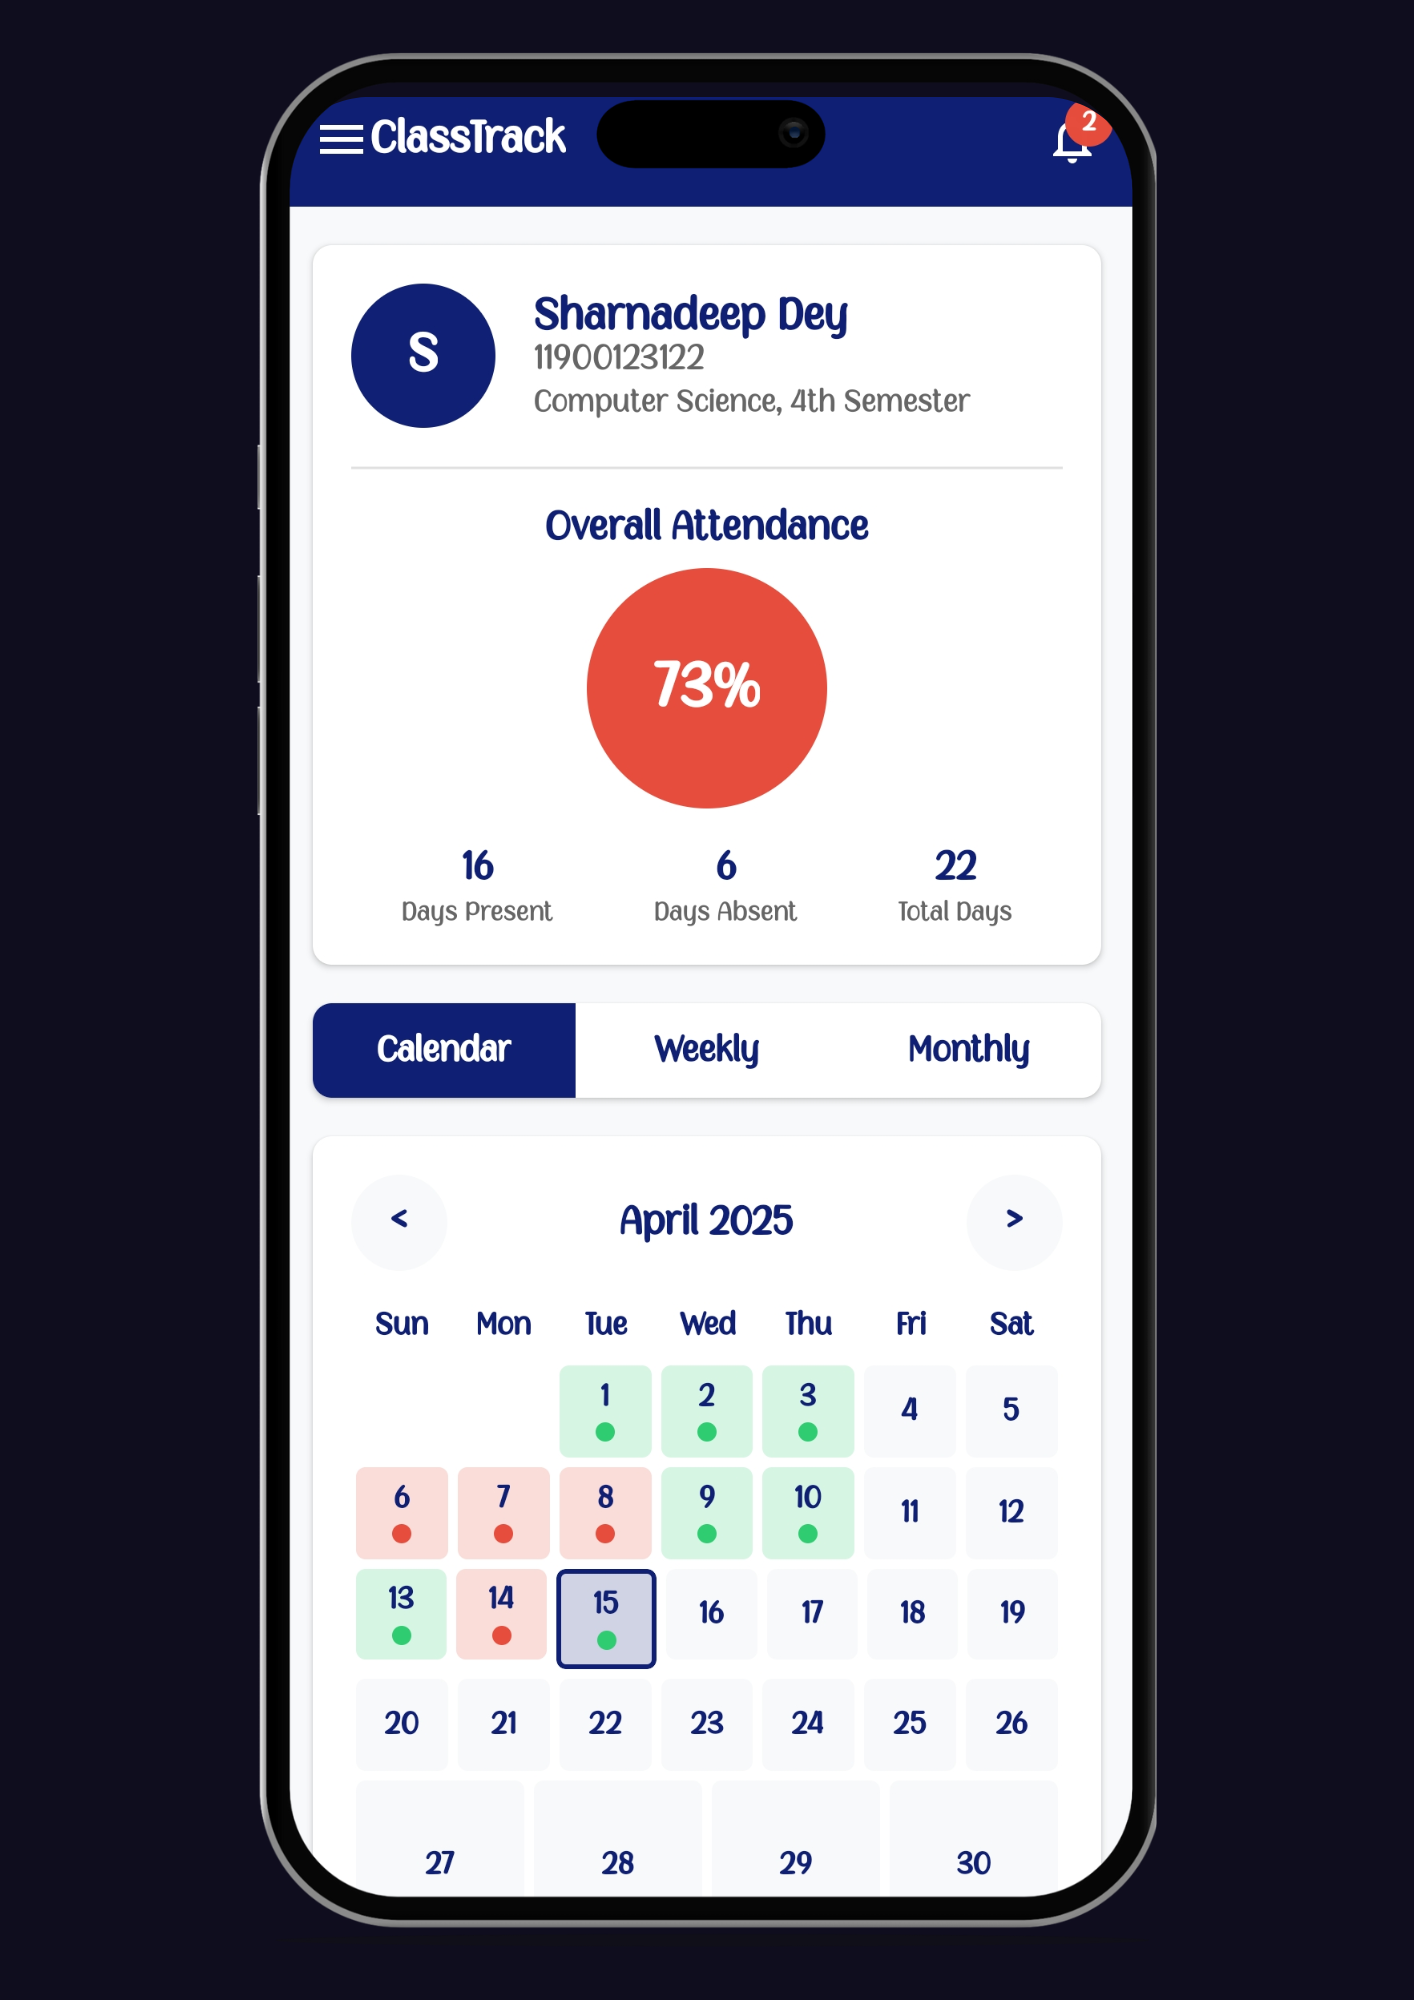 ClassTrack
2
S
Sharnadeep Dey
11900123122
Computer Science, 4th Semester
Overall Attendance
73%
16 6 22
Days Present Days Absent Total Days
Calendar Weekly Monthly
< April 2025 >
Sun Mon Tue Wed Thu Fri Sat
1 2 3 4 5
6 7 8 9 10 11 12
13 14 15 16 17 18 19
20 21 22 23 24 25 26
27 28 29 30